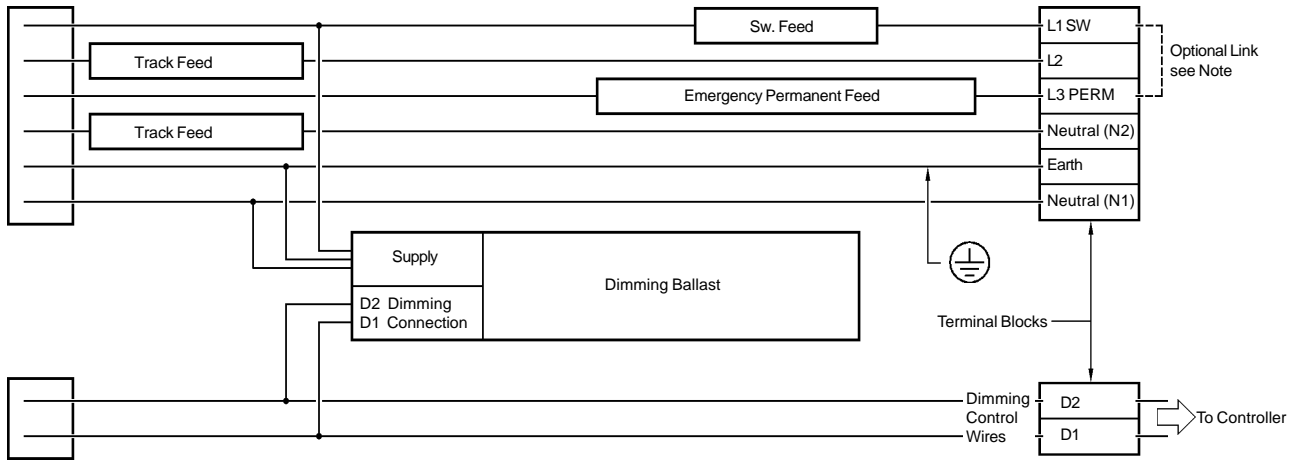 Sw. Feed
L1 SW
Optional Link
see Note
Track Feed
L2
Emergency Permanent Feed
L3 PERM
Track Feed
Neutral (N2)
Earth
Neutral (N1)
Supply
Dimming Ballast
D2 Dimming
D1 Connection
Terminal Blocks
Dimming
Control
Wires
D2
D1
To Controller